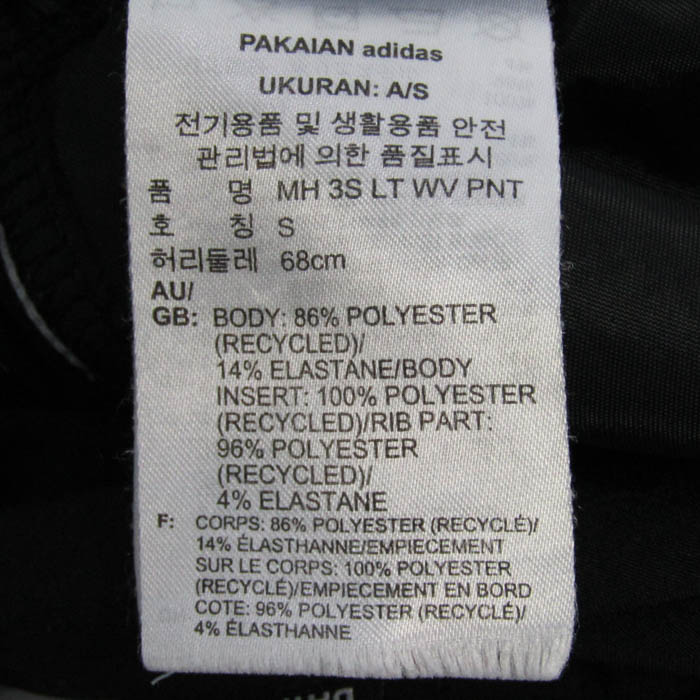 PAKAIAN adidas
UKURAN: A/S
전기용품 및 생활용품 안전
관리법에 의한 품질표시
품 명 MH 3S LT WV PNT
호 칭 S
허리둘레 68cm
AU/
GB: BODY: 86% POLYESTER
(RECYCLED)/
14% ELASTANE/BODY
INSERT: 100% POLYESTER
(RECYCLED)/RIB PART:
96% POLYESTER
(RECYCLED)/
4% ELASTANE
F: CORPS: 86% POLYESTER (RECYCLÉ)/
14% ÉLASTHANNE/EMPIECEMENT
SUR LE CORPS: 100% POLYESTER
(RECYCLÉ)/EMPIECEMENT EN BORD
COTE: 96% POLYESTER (RECYCLÉ)/
4% ÉLASTHANNE